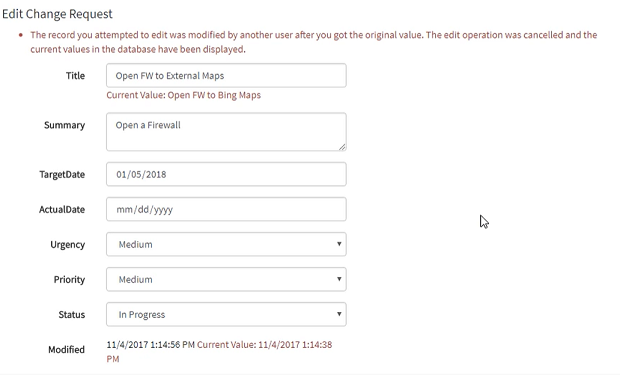 Edit Change Request
• The record you attempted to edit was modified by another user after you got the original value. The edit operation was cancelled and the
current values in the database have been displayed.
Title Open FW to External Maps
Current Value: Open FW to Bing Maps
Summary Open a Firewall
TargetDate 01/05/2018
ActualDate mm/dd/yyyy
Urgency Medium
Priority Medium
Status In Progress
Modified 11/4/2017 1:14:56 PM Current Value: 11/4/2017 1:14:38
PM